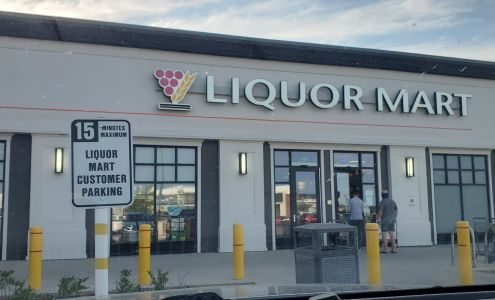 LIQUOR MART
15 -MINUTES
MAXIMUM
LIQUOR
MART
CUSTOMER
PARKING